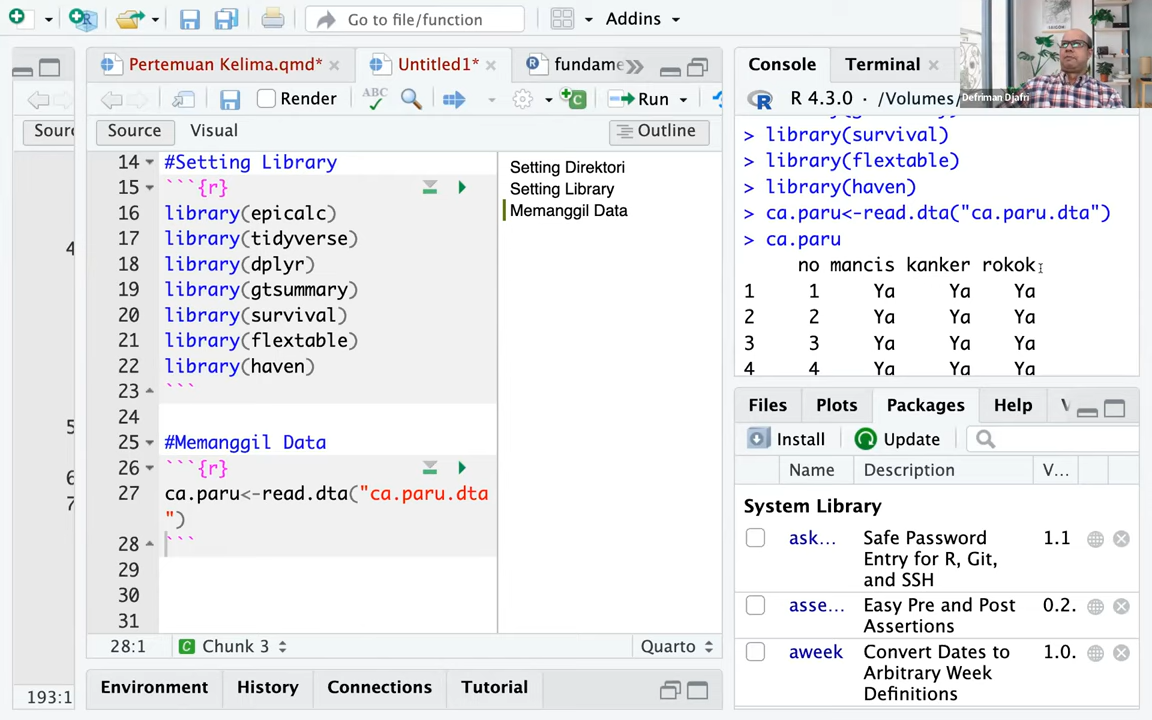 Go to file/function
Addins
Pertemuan Kelima.qmd*
Untitled1*
fundame
Render
ABC
Run
Sourc
Source
Visual
Outline
4
5
6
7
193:1
14 #Setting Library
15 ```{r}
16 library(epicalc)
17 library(tidyverse)
18 library(dplyr)
19 library(gtsummary)
20 library(survival)
21 library(flextable)
22 library(haven)
23 ```
24
25 #Memanggil Data
26 ```{r}
27 ca.paru<-read.dta("ca.paru.dta
")
28 ```
29
30
31
Setting Direktori
Setting Library
Memanggil Data
28:1
Chunk 3
Quarto
Environment
History
Connections
Tutorial
Console
Terminal
Defriman Djafri
R 4.3.0 · /Volumes/
> library(survival)
> library(flextable)
> library(haven)
> ca.paru<-read.dta("ca.paru.dta")
> ca.paru
no mancis kanker rokok
1 1 Ya Ya Ya
2 2 Ya Ya Ya
3 3 Ya Ya Ya
4 4 Ya Ya Ya
Files
Plots
Packages
Help
Install
Update
Name
Description
V...
System Library
ask... Safe Password 1.1
Entry for R, Git,
and SSH
asse... Easy Pre and Post 0.2.
Assertions
aweek Convert Dates to 1.0.
Arbitrary Week
Definitions